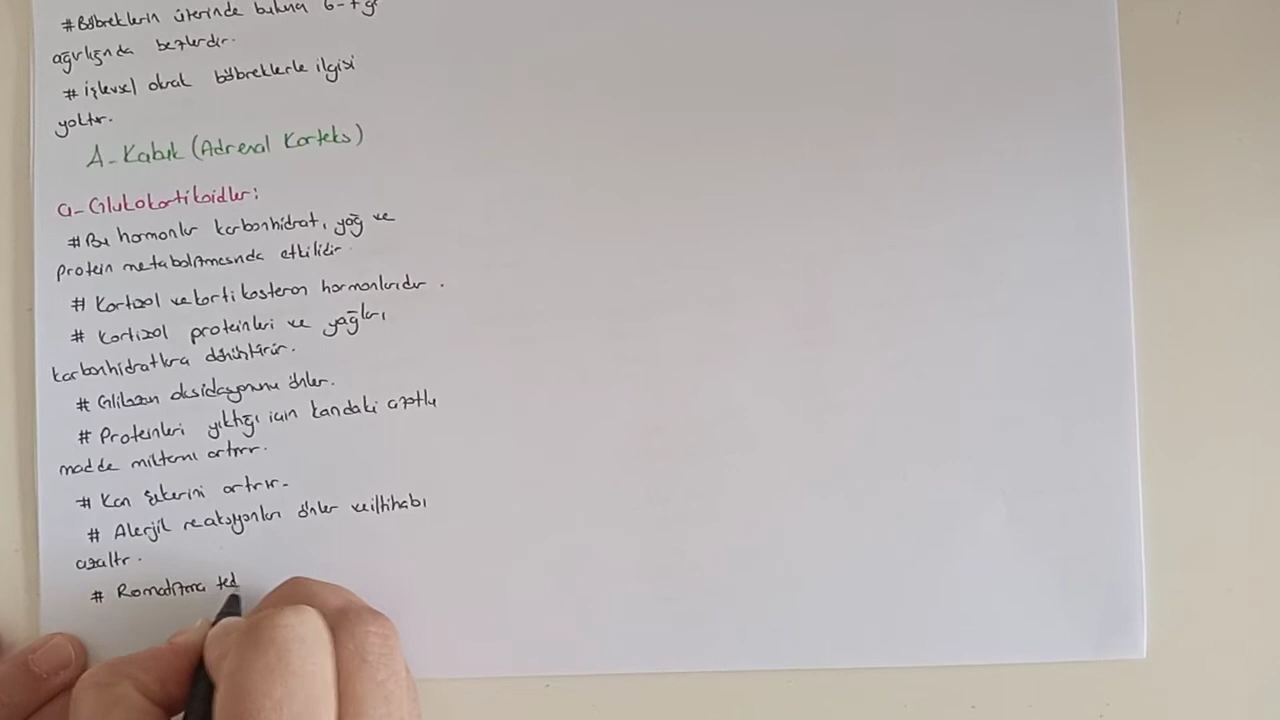 #Böbreklerin üzerinde bulunan 6-7 gr
ağırlığında bezlerdir.
# işlevsel olarak böbreklerle ilgisi
yoktur.
A-Kabuk (Adrenal Korteks)
a-Glukokortikoidler:
#Bu hormonlar karbonhidrat, yağ ve
protein metabolizmasında etkilidir.
# Kortizol ve kortikosteron hormonlarıdır.
# Kortizol proteinleri ve yağları
karbonhidratlara dönüştürür.
# Glikozun oksidasyonunu önler.
# Proteinleri yıktığı için kandaki azotlu
madde miktarını artırır.
# Kan şekerini artırır.
# Alerjik reaksiyonları önler ve iltihabı
azaltır.
# Romatizma ted